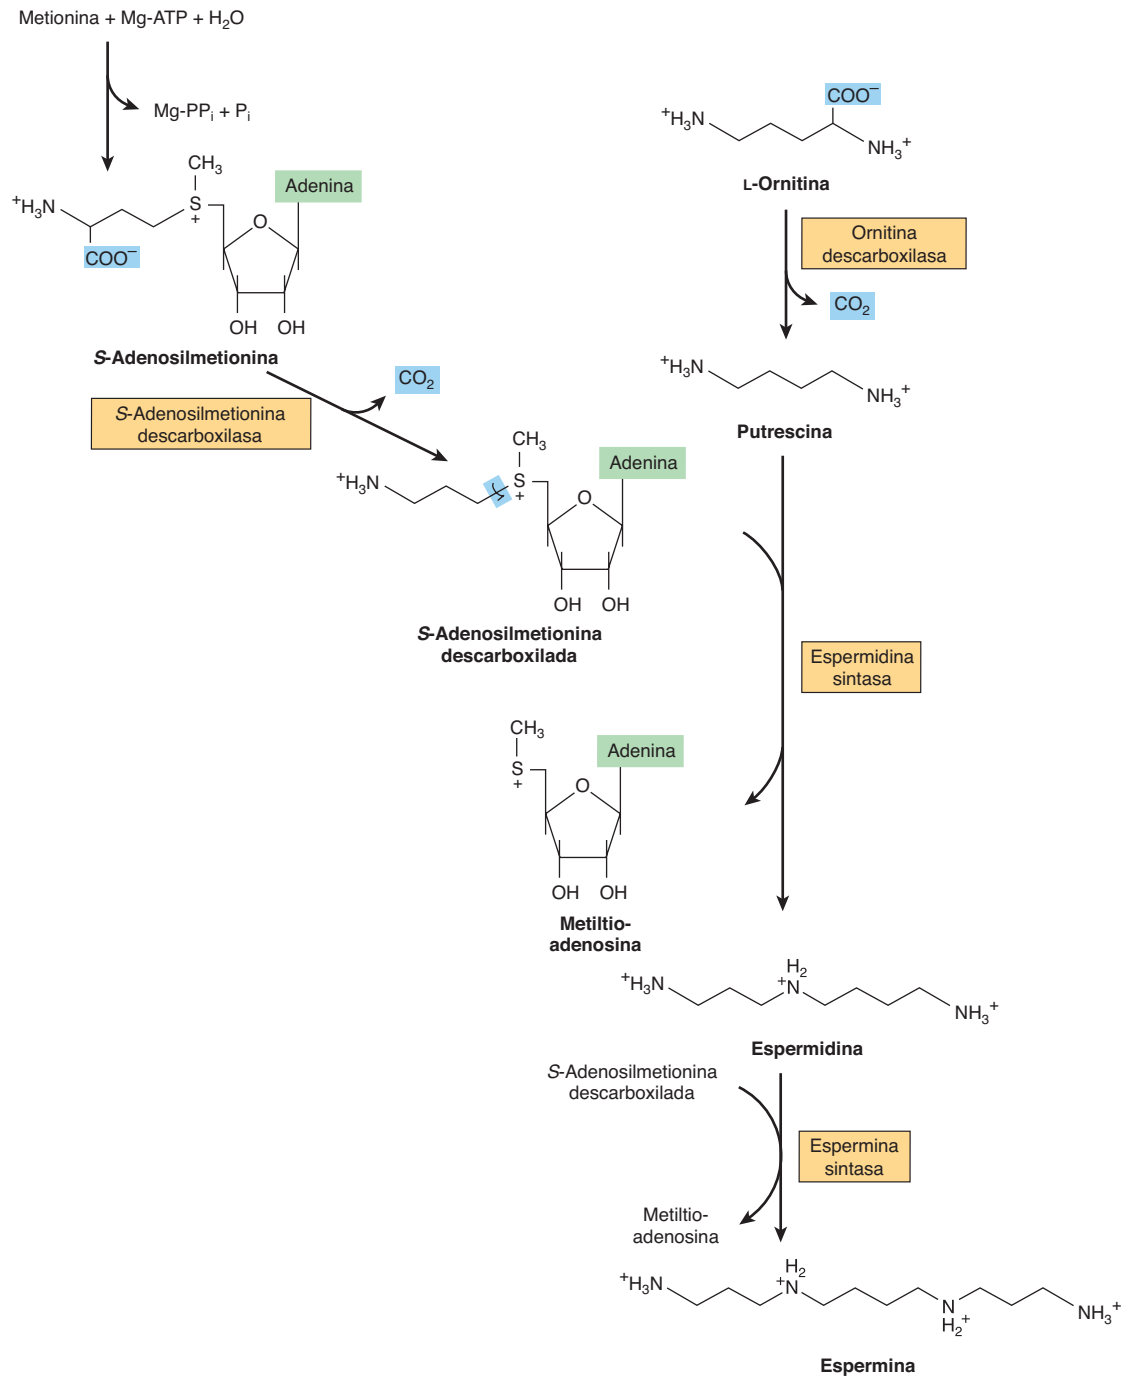 Metionina + Mg-ATP + H₂O
Mg-PPᵢ + Pᵢ
CH₃
Adenina
⁺H₃N
S
+
O
COO⁻
OH OH
S-Adenosilmetionina
S-Adenosilmetionina
descarboxilasa
CO₂
CH₃
Adenina
⁺H₃N
S
+
O
OH OH
S-Adenosilmetionina
descarboxilada
COO⁻
⁺H₃N
NH₃⁺
L-Ornitina
Ornitina
descarboxilasa
CO₂
⁺H₃N
NH₃⁺
Putrescina
Espermidina
sintasa
CH₃
Adenina
S
+
O
OH OH
Metiltio-
adenosina
H₂
⁺H₃N
⁺N
NH₃⁺
Espermidina
S-Adenosilmetionina
descarboxilada
Espermina
sintasa
Metiltio-
adenosina
H₂
⁺H₃N
⁺N
N
H₂⁺
NH₃⁺
Espermina